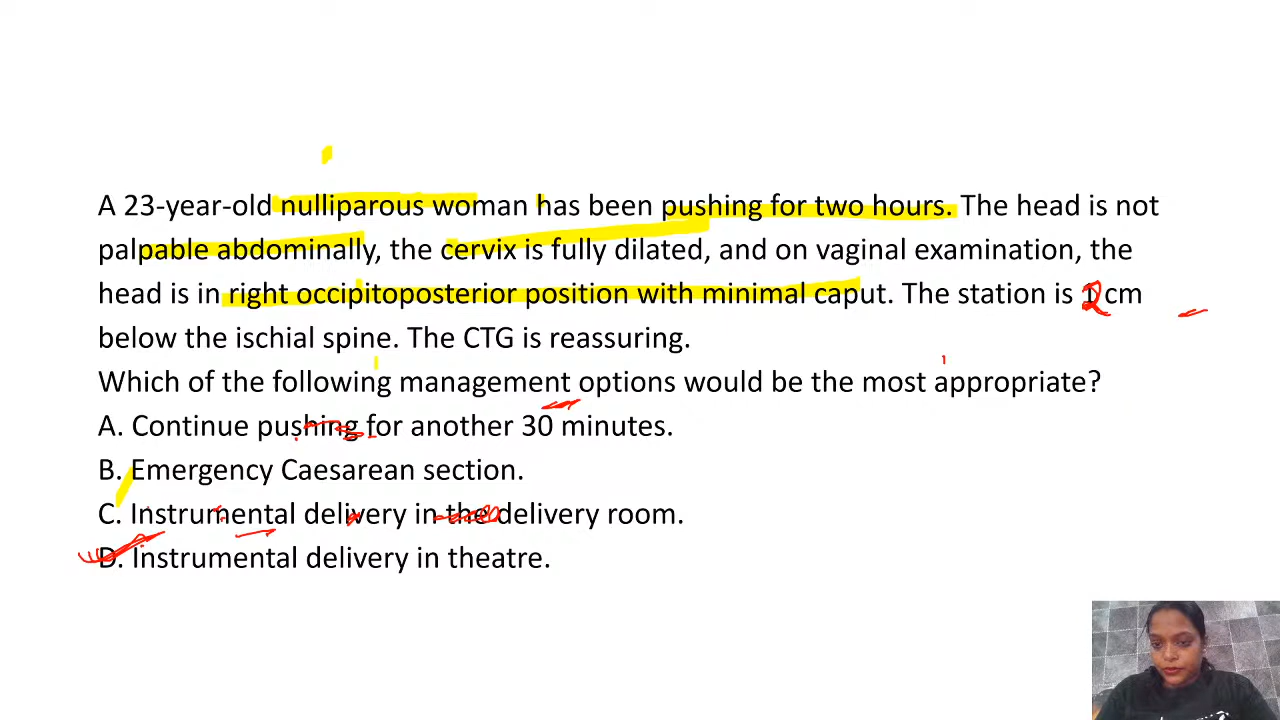 A 23-year-old nulliparous woman has been pushing for two hours. The head is not
palpable abdominally, the cervix is fully dilated, and on vaginal examination, the
head is in right occipitoposterior position with minimal caput. The station is 2 cm
below the ischial spine. The CTG is reassuring.
Which of the following management options would be the most appropriate?
A. Continue pushing for another 30 minutes.
B. Emergency Caesarean section.
C. Instrumental delivery in the delivery room.
D. Instrumental delivery in theatre.